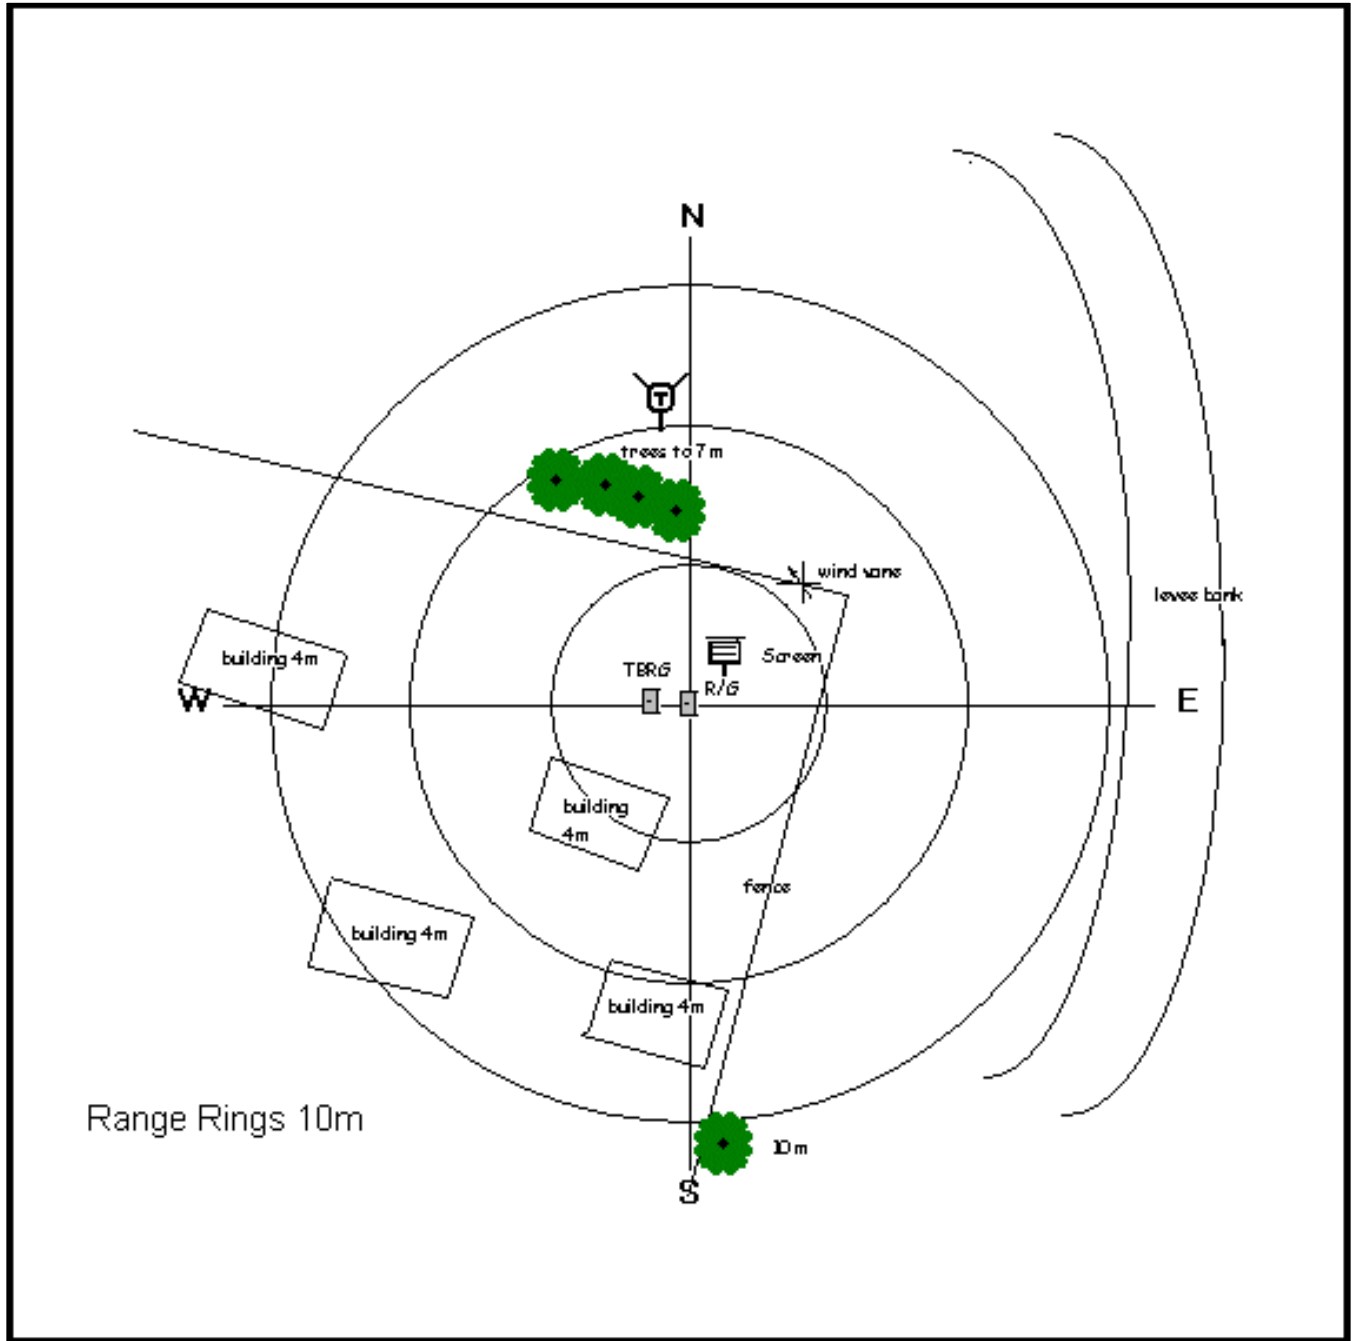 N
T
trees to 7m
wind vane
levee bank
building 4m
Screen
TBRG
R/G
W
E
building
4m
fence
building 4m
building 4m
Range Rings 10m
10m
S